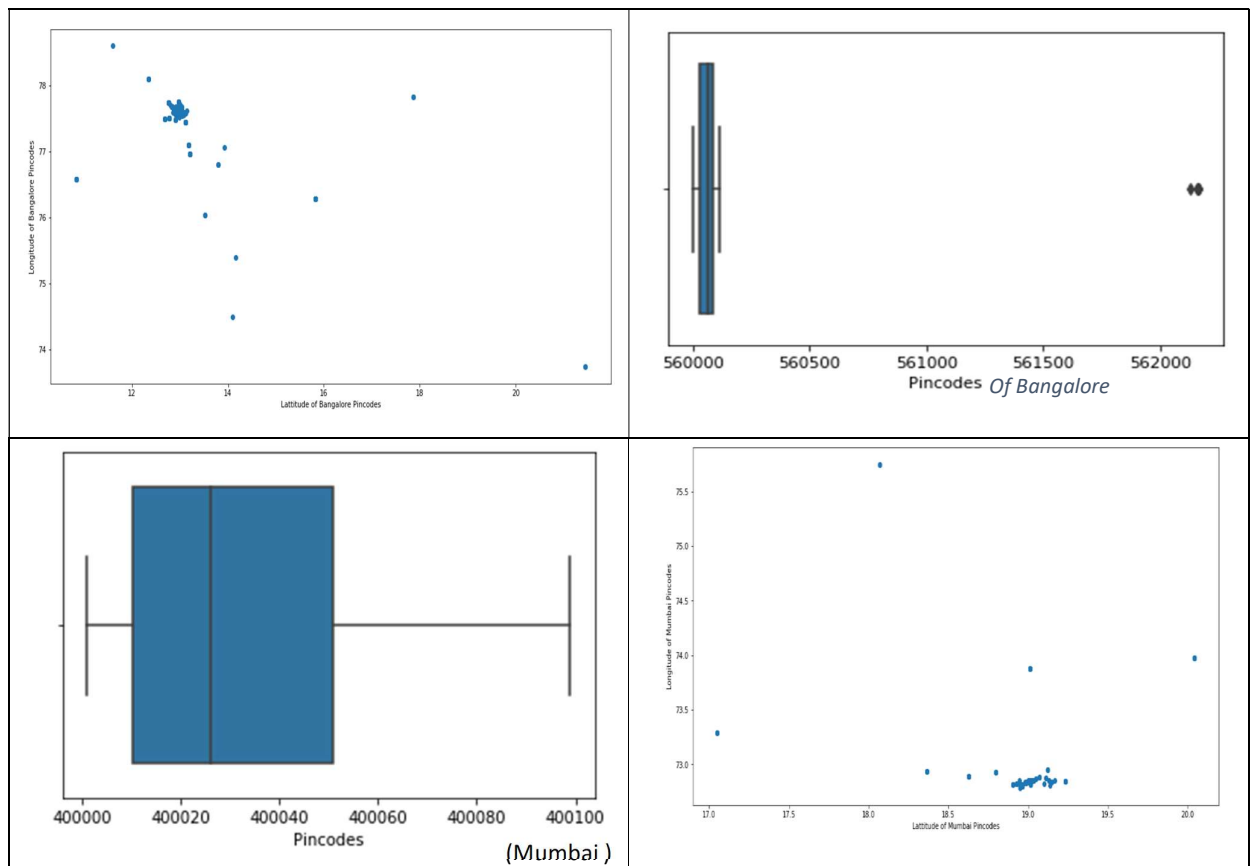 Longitude of Bangalore Pincodes
78
77
76
75
74
12 14 16 18 20
Lattitude of Bangalore Pincodes
560000 560500 561000 561500 562000
Pincodes Of Bangalore
400000 400020 400040 400060 400080 400100
Pincodes
(Mumbai )
Longitude of Mumbai Pincodes
75.5
75.0
74.5
74.0
73.5
73.0
17.0 17.5 18.0 18.5 19.0 19.5 20.0
Lattitude of Mumbai Pincodes